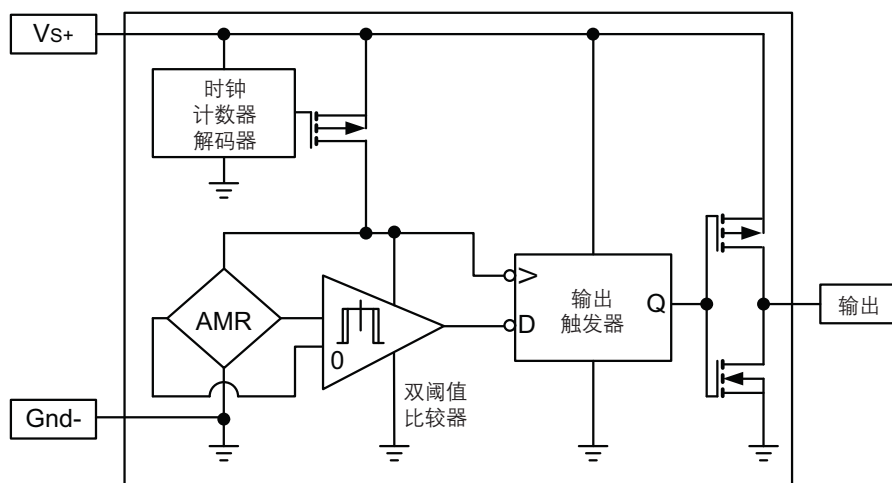 Vs+
时钟
计数器
解码器
AMR
0
双阈值
比较器
>
D
输出
触发器
Q
输出
Gnd-